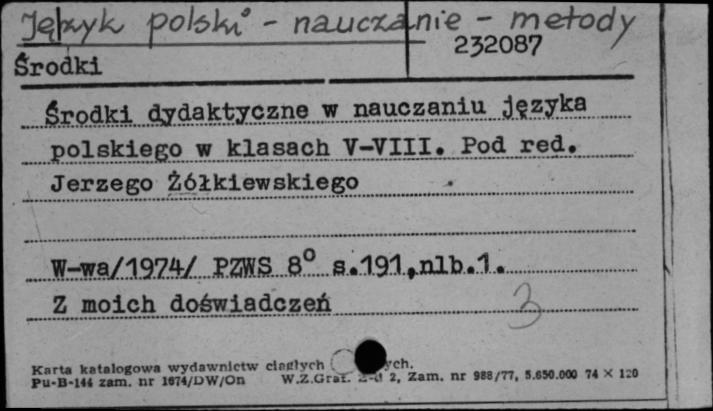 Język polski - nauczanie - metody
232087
Środki
Środki dydaktyczne w nauczaniu języka
polskiego w klasach V-VIII. Pod red.
Jerzego Żółkiewskiego
W-wa/1974/ PZWS 8° s.191,nlb.1.
Z moich doświadczeń
3
Karta katalogowa wydawnictw ciągłych ych.
Pu-B-144 zam. nr 1674/DW/On W.Z.Graf. 2, Zam. nr 988/77, 5.650.000 74 × 120